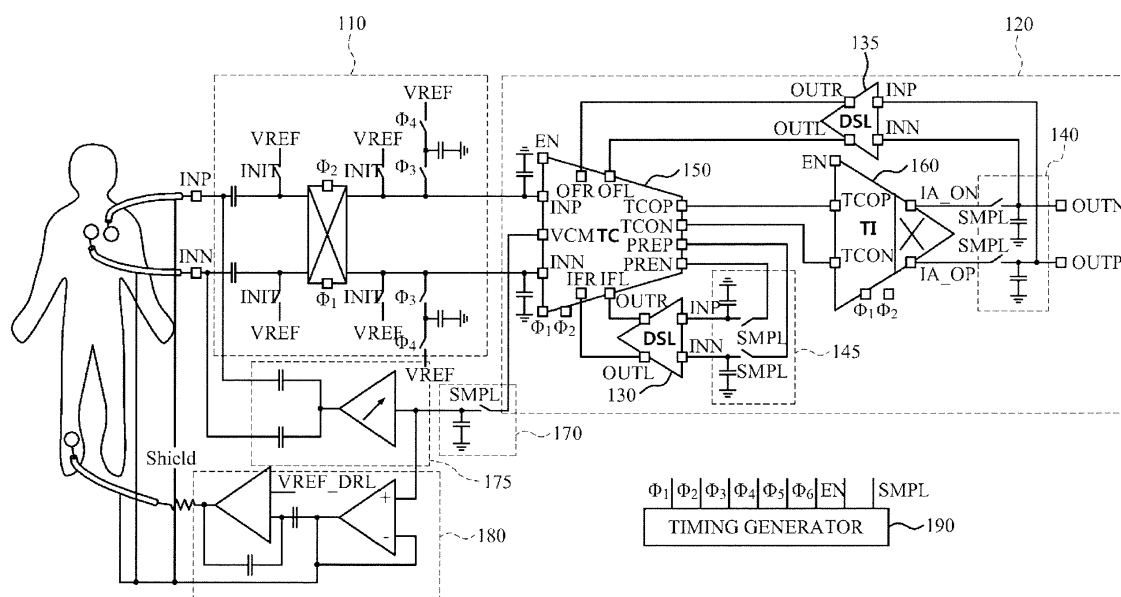 110
120
135
VREF
OUTR
INP
Φ4
DSL
VREF
VREF
OUTL
INN
140
EN
Φ2
Φ3
150
EN
160
INP
INIT
INIT
OFR
OFL
INP
TCOP
TCOP
IA_ON
SMPL
OUTN
VCM
TC
TCON
TI
SMPL
PREP
INN
INN
PREN
TCON
IA_OP
OUTP
IFR
IFL
OUTR
INP
INIT
Φ1
INIT
Φ3
Φ1
Φ2
Φ1
Φ2
DSL
SMPL
VREF
VREF
Φ4
INN
145
SMPL
VREF
OUTL
130
SMPL
170
Shield
175
VREF_DRL
+
-
180
Φ1
Φ2
Φ3
Φ4
Φ5
Φ6
EN
SMPL
TIMING GENERATOR
190